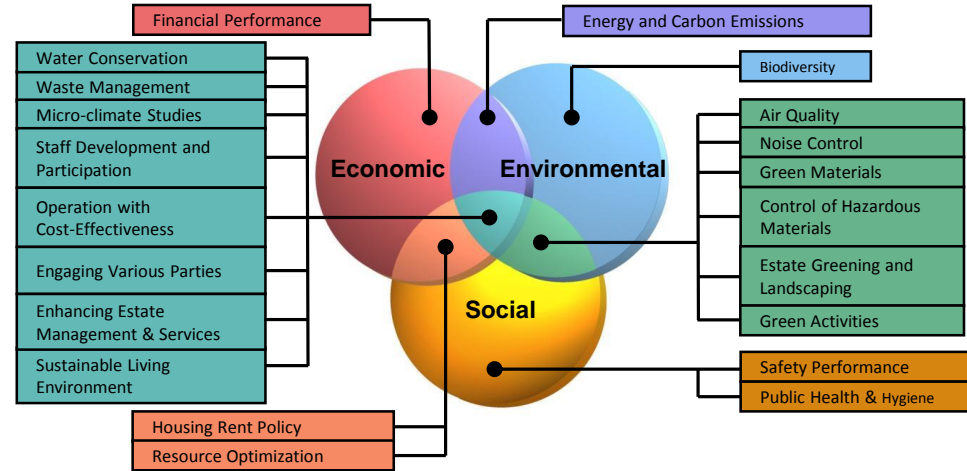 Financial Performance
Energy and Carbon Emissions
Water Conservation
Waste Management
Micro-climate Studies
Staff Development and
Participation
Operation with
Cost-Effectiveness
Engaging Various Parties
Enhancing Estate
Management & Services
Sustainable Living
Environment
Economic
Environmental
Social
Biodiversity
Air Quality
Noise Control
Green Materials
Control of Hazardous
Materials
Estate Greening and
Landscaping
Green Activities
Safety Performance
Public Health & Hygiene
Housing Rent Policy
Resource Optimization